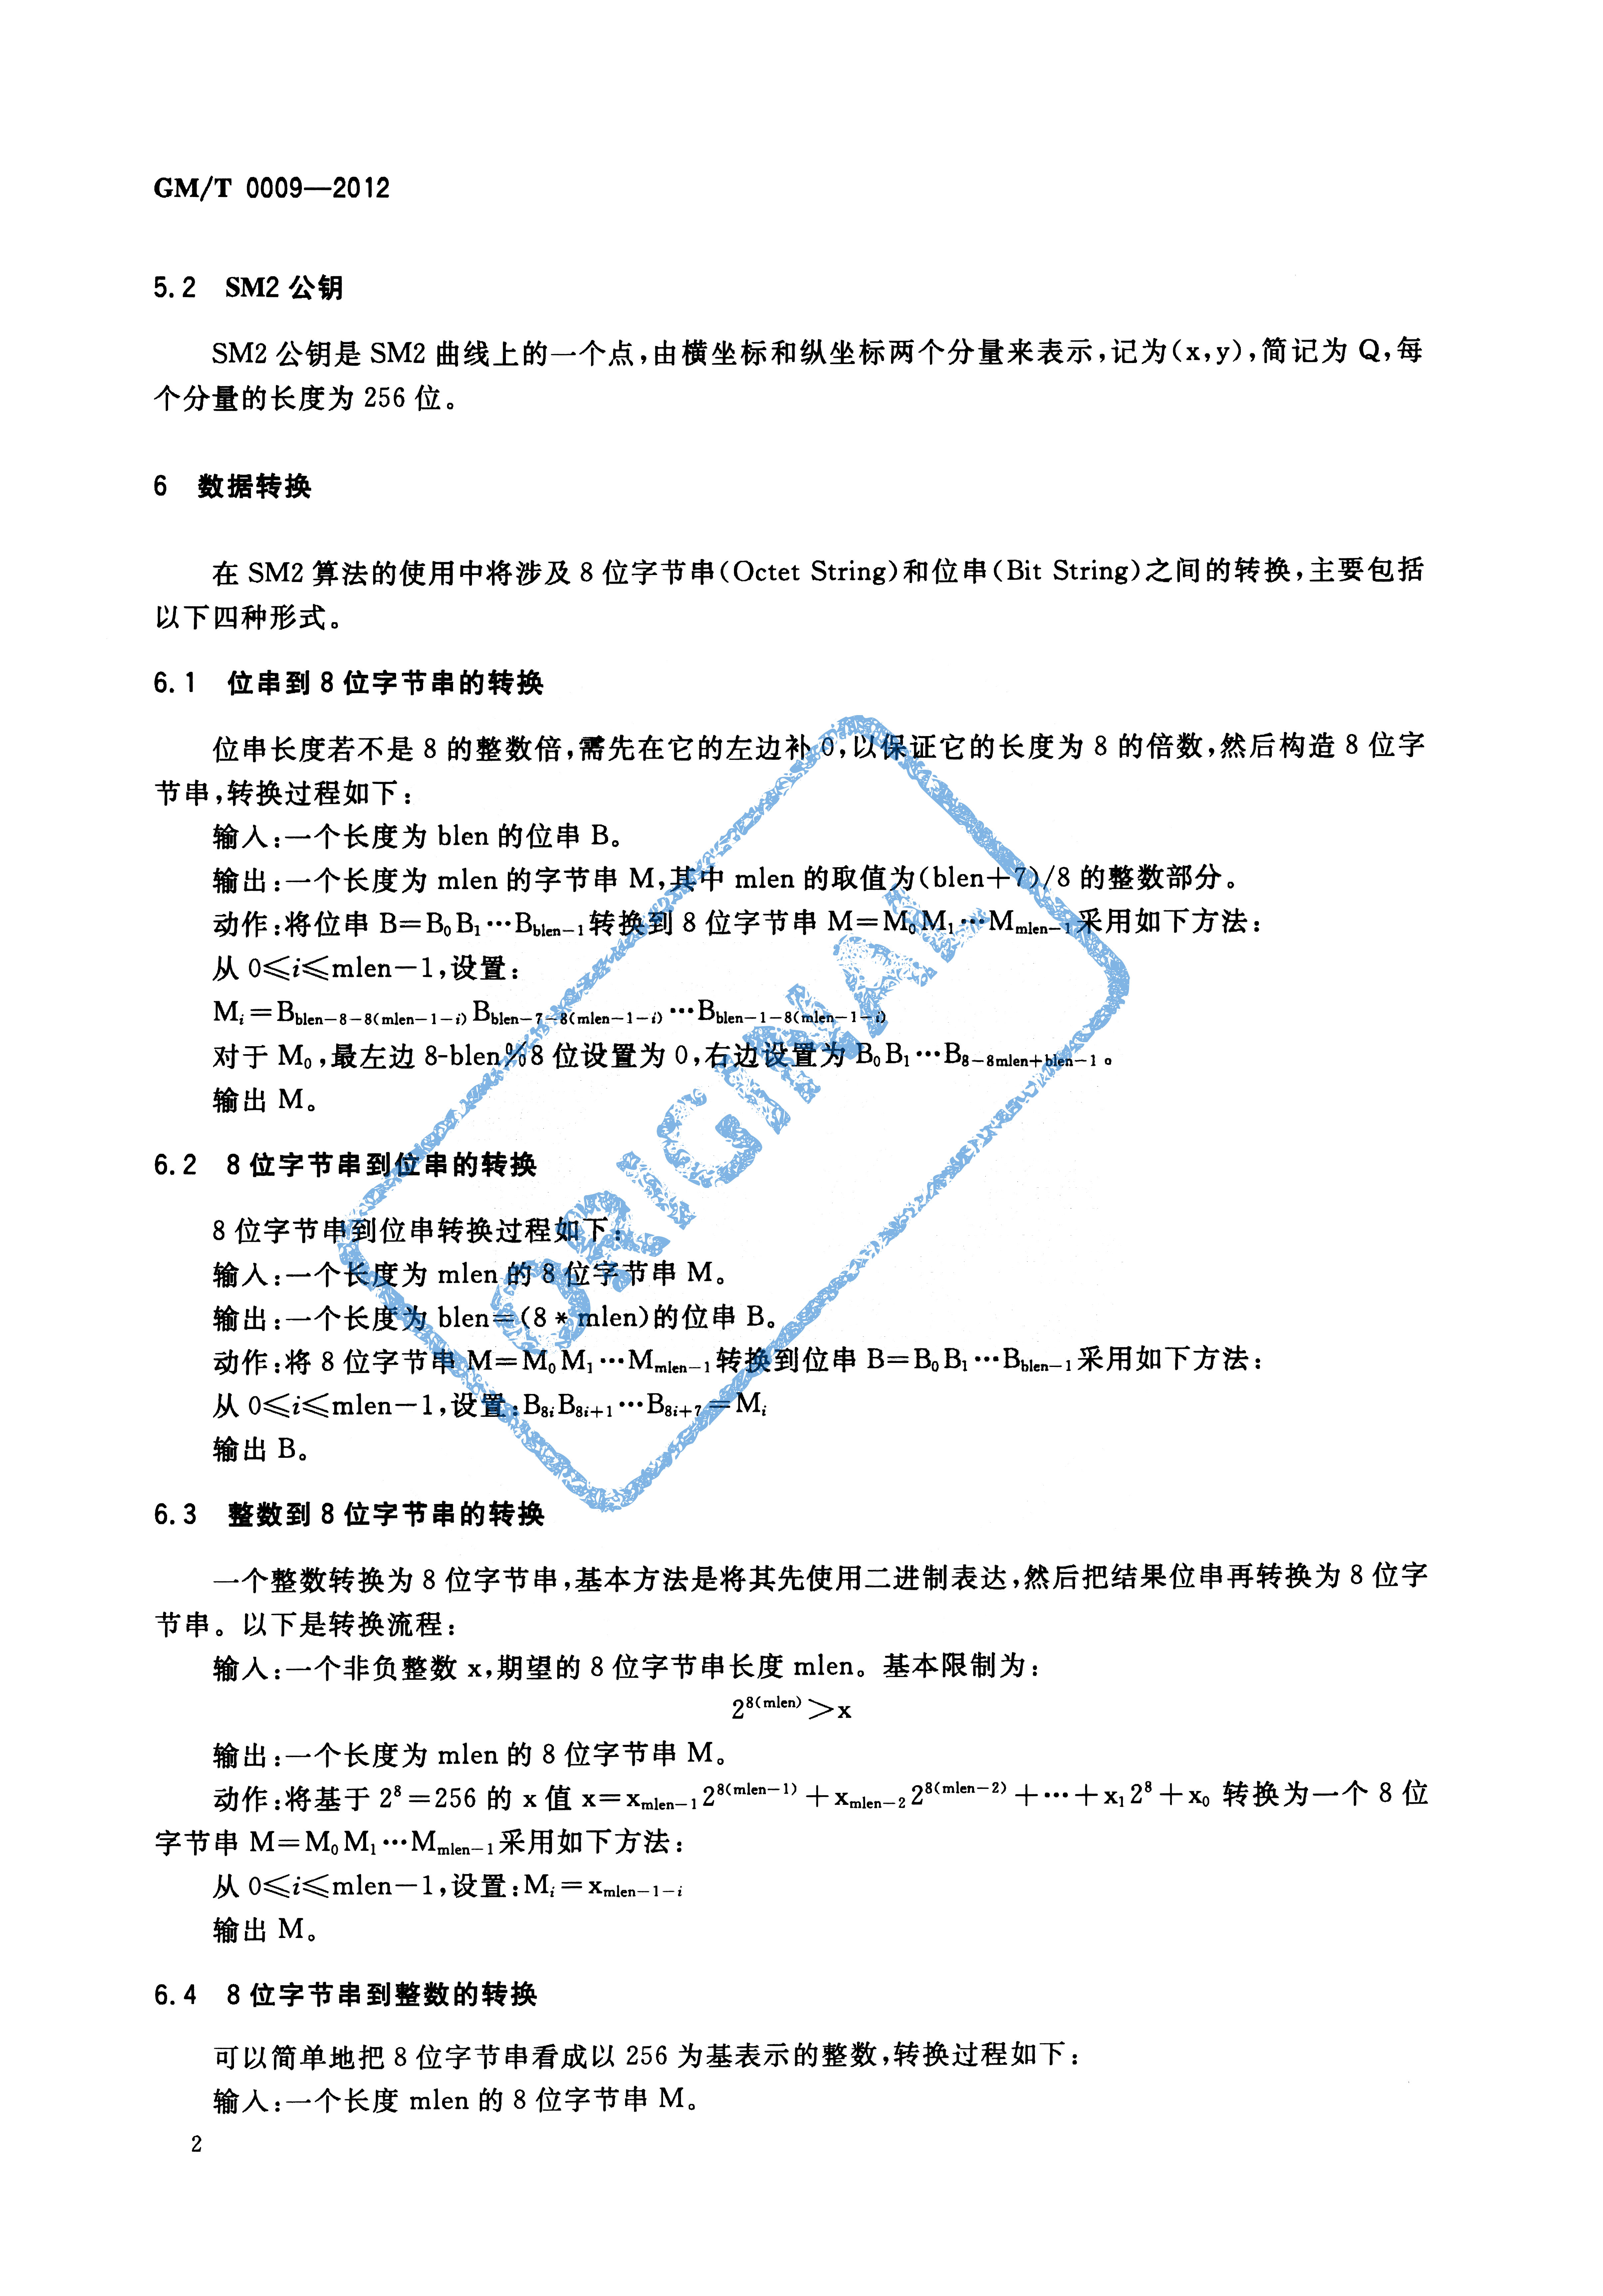 GM/T 0009—2012
5.2 SM2 公钥
SM2 公钥是 SM2 曲线上的一个点,由横坐标和纵坐标两个分量来表示,记为(x,y),简记为 Q,每
个分量的长度为 256 位。
6 数据转换
在 SM2 算法的使用中将涉及 8 位字节串(Octet String)和位串(Bit String)之间的转换,主要包括
以下四种形式。
6.1 位串到 8 位字节串的转换
位串长度若不是 8 的整数倍,需先在它的左边补 0,以保证它的长度为 8 的倍数,然后构造 8 位字
节串,转换过程如下:
输入:一个长度为 blen 的位串 B。
输出:一个长度为 mlen 的字节串 M,其中 mlen 的取值为(blen+7)/8 的整数部分。
动作:将位串 B=B₀B₁…B_{blen-1}转换到 8 位字节串 M=M₀M₁…M_{mlen-1}采用如下方法:
从 0≤i≤mlen-1,设置:
M_i=B_{blen-8-8(mlen-1-i)}B_{blen-7-8(mlen-1-i)}…B_{blen-1-8(mlen-1-i)}
对于 M₀,最左边 8-blen%8 位设置为 0,右边设置为 B₀B₁…B_{8-8mlen+blen-1}。
输出 M。
6.2 8 位字节串到位串的转换
8 位字节串到位串转换过程如下:
输入:一个长度为 mlen 的 8 位字节串 M。
输出:一个长度为 blen=(8*mlen)的位串 B。
动作:将 8 位字节串 M=M₀M₁…M_{mlen-1}转换到位串 B=B₀B₁…B_{blen-1}采用如下方法:
从 0≤i≤mlen-1,设置:B_{8i}B_{8i+1}…B_{8i+7}=M_i
输出 B。
6.3 整数到 8 位字节串的转换
一个整数转换为 8 位字节串,基本方法是将其先使用二进制表达,然后把结果位串再转换为 8 位字
节串。以下是转换流程:
输入:一个非负整数 x,期望的 8 位字节串长度 mlen。基本限制为:
2^{8(mlen)}>x
输出:一个长度为 mlen 的 8 位字节串 M。
动作:将基于 2⁸=256 的 x 值 x=x_{mlen-1}2^{8(mlen-1)}+x_{mlen-2}2^{8(mlen-2)}+…+x₁2⁸+x₀ 转换为一个 8 位
字节串 M=M₀M₁…M_{mlen-1}采用如下方法:
从 0≤i≤mlen-1,设置:M_i=x_{mlen-1-i}
输出 M。
6.4 8 位字节串到整数的转换
可以简单地把 8 位字节串看成以 256 为基表示的整数,转换过程如下:
输入:一个长度 mlen 的 8 位字节串 M。
2
ORIGINAL